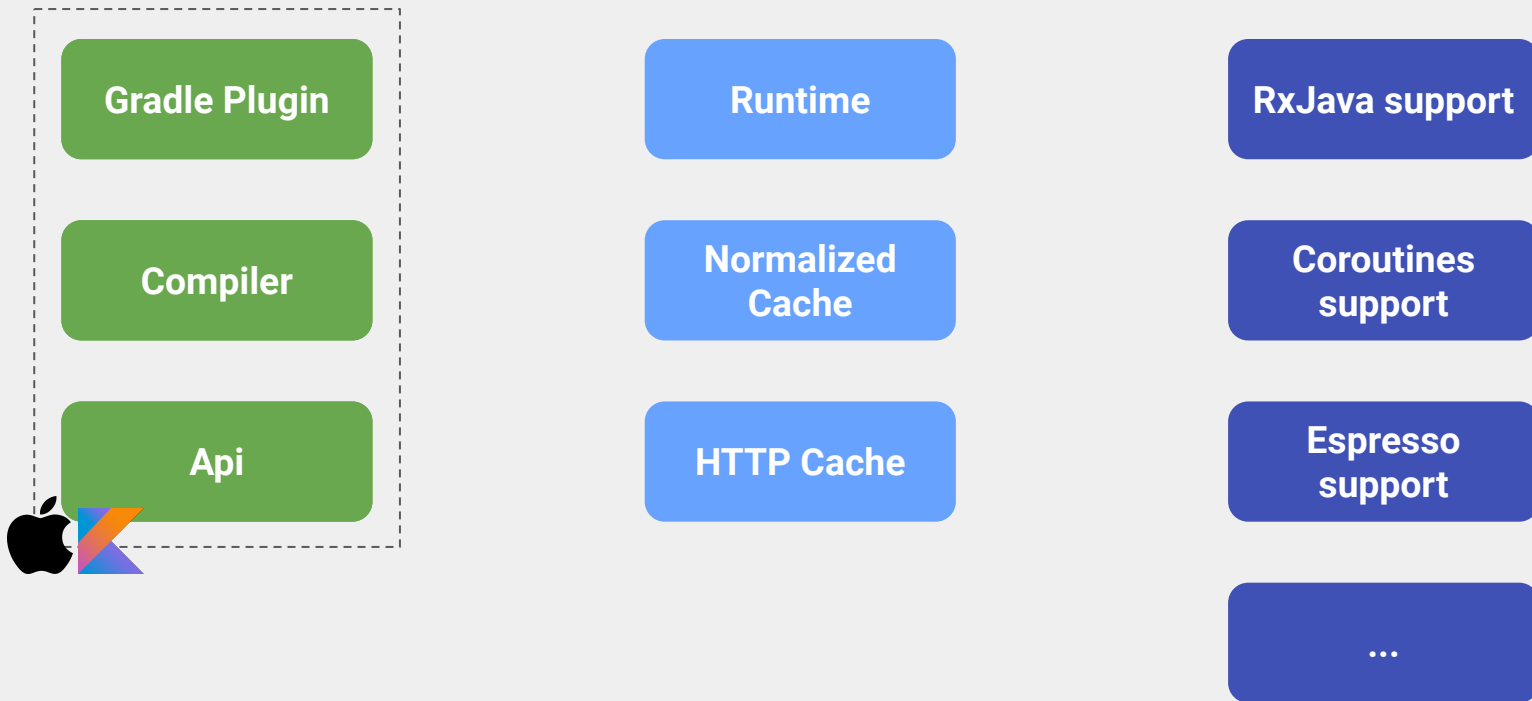 Gradle Plugin
Compiler
Api
Runtime
Normalized
Cache
HTTP Cache
RxJava support
Coroutines
support
Espresso
support
...